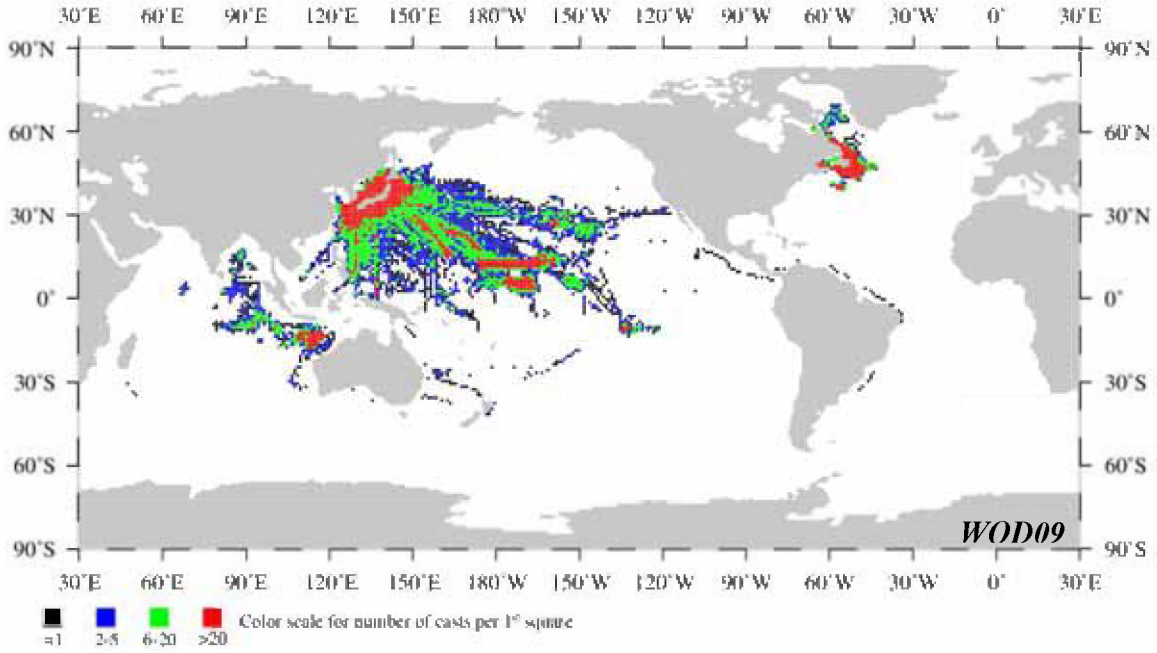 30˚E 60˚E 90˚E 120˚E 150˚E 180˚W 150˚W 120˚W 90˚W 60˚W 30˚W 0˚ 30˚E
90˚N 90˚N
60˚N 60˚N
30˚N 30˚N
0˚ 0˚
30˚S 30˚S
60˚S 60˚S
WOD09
90˚S 90˚S
30˚E 60˚E 90˚E 120˚E 150˚E 180˚W 150˚W 120˚W 90˚W 60˚W 30˚W 0˚ 30˚E
Color scale for number of casts per 1˚ square
=1 2-5 6-20 >20